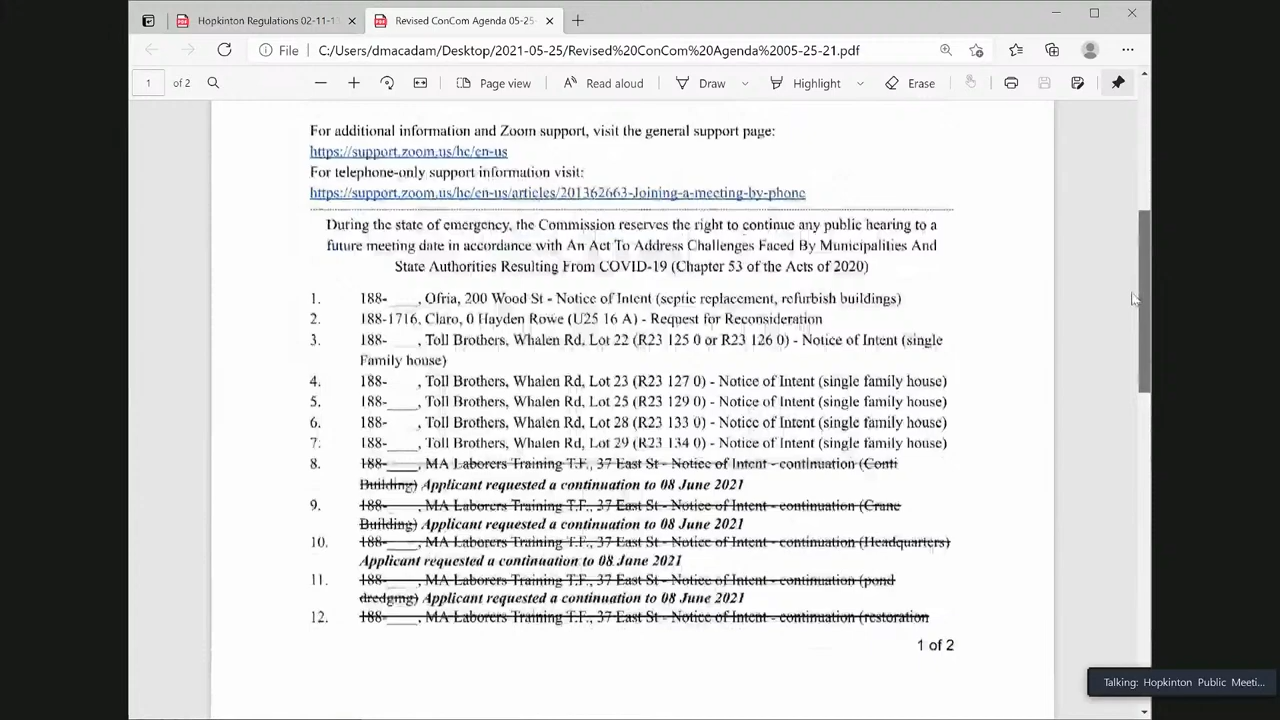 Hopkinton Regulations 02-11-1
Revised ConCom Agenda 05-25-
File C:/Users/dmacadam/Desktop/2021-05-25/Revised%20ConCom%20Agenda%2005-25-21.pdf
1 of 2 Page view Read aloud Draw Highlight Erase
For additional information and Zoom support, visit the general support page:
https://support.zoom.us/hc/en-us
For telephone-only support information visit:
https://support.zoom.us/hc/en-us/articles/201362663-Joining-a-meeting-by-phone
During the state of emergency, the Commission reserves the right to continue any public hearing to a
future meeting date in accordance with An Act To Address Challenges Faced By Municipalities And
State Authorities Resulting From COVID-19 (Chapter 53 of the Acts of 2020)
1. 188-____, Ofria, 200 Wood St - Notice of Intent (septic replacement, refurbish buildings)
2. 188-1716, Claro, 0 Hayden Rowe (U25 16 A) - Request for Reconsideration
3. 188-____, Toll Brothers, Whalen Rd, Lot 22 (R23 125 0 or R23 126 0) - Notice of Intent (single
Family house)
4. 188-____, Toll Brothers, Whalen Rd, Lot 23 (R23 127 0) - Notice of Intent (single family house)
5. 188-____, Toll Brothers, Whalen Rd, Lot 25 (R23 129 0) - Notice of Intent (single family house)
6. 188-____, Toll Brothers, Whalen Rd, Lot 28 (R23 133 0) - Notice of Intent (single family house)
7. 188-____, Toll Brothers, Whalen Rd, Lot 29 (R23 134 0) - Notice of Intent (single family house)
8. 188-____, MA Laborers Training T.F., 37 East St - Notice of Intent - continuation (Conti
Building) Applicant requested a continuation to 08 June 2021
9. 188-____, MA Laborers Training T.F., 37 East St - Notice of Intent - continuation (Crane
Building) Applicant requested a continuation to 08 June 2021
10. 188-____, MA Laborers Training T.F., 37 East St - Notice of Intent - continuation (Headquarters)
Applicant requested a continuation to 08 June 2021
11. 188-____, MA Laborers Training T.F., 37 East St - Notice of Intent - continuation (pond
dredging) Applicant requested a continuation to 08 June 2021
12. 188-____, MA Laborers Training T.F., 37 East St - Notice of Intent - continuation (restoration
1 of 2
Talking: Hopkinton Public Meeti...